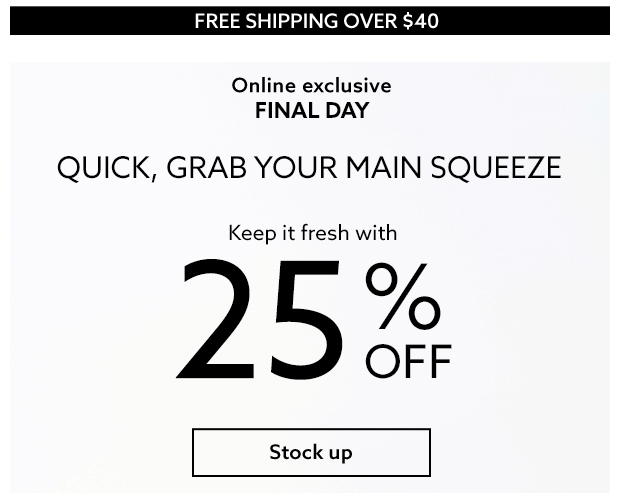 FREE SHIPPING OVER $40
Online exclusive
FINAL DAY
QUICK, GRAB YOUR MAIN SQUEEZE
Keep it fresh with
25% OFF
Stock up